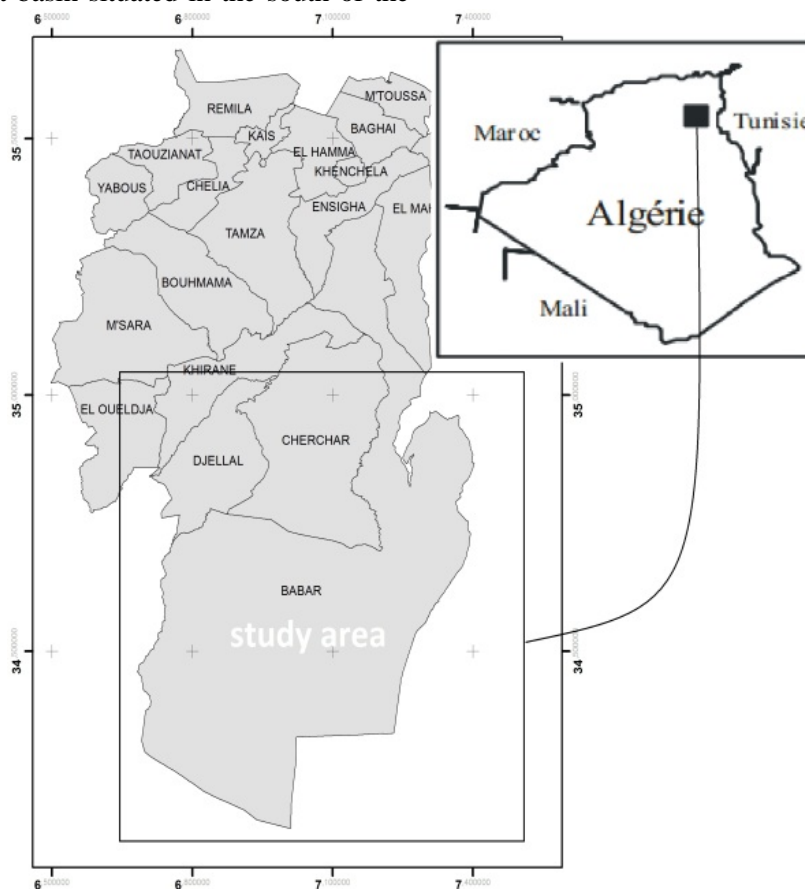 basin situated in the south of the
6,500000 6,800000 7,100000 7,400000
REMILA
M'TOUSSA
KAIS
BAGHAI
TAOUZIANAT
EL HAMMA
YABOUS
CHELIA
KHENCHELA
ENSIGHA
EL MAH
TAMZA
BOUHMAMA
M'SARA
KHIRANE
EL OUELDJA
CHERCHAR
DJELLAL
BABAR
study area
Maroc
Tunisie
Algérie
Mali
35
35
35
34
34
6,500000 6,800000 7,100000 7,400000